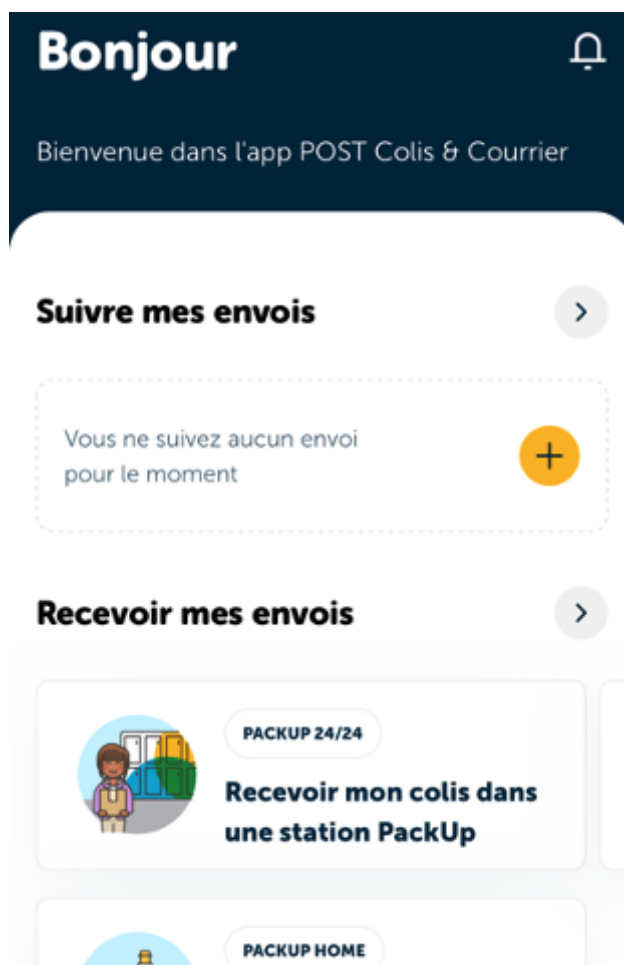 Bonjour
Bienvenue dans l'app POST Colis & Courrier
Suivre mes envois
Vous ne suivez aucun envoi
pour le moment
Recevoir mes envois
PACKUP 24/24
Recevoir mon colis dans
une station PackUp
PACKUP HOME